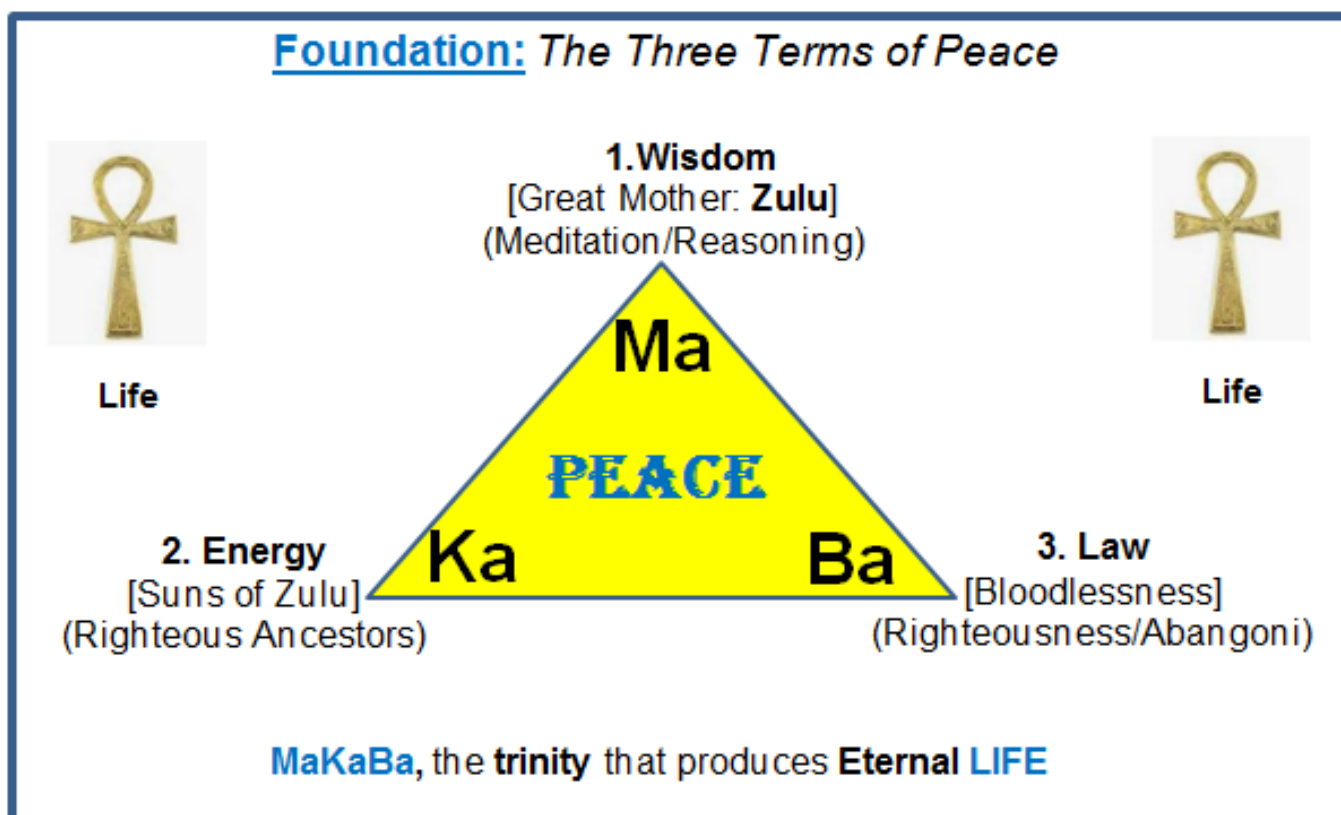 Foundation: The Three Terms of Peace
1.Wisdom
[Great Mother: Zulu]
(Meditation/Reasoning)
Life
Life
Ma
PEACE
Ka
Ba
2. Energy
[Suns of Zulu]
(Righteous Ancestors)
3. Law
[Bloodlessness]
(Righteousness/Abangoni)
MaKaBa, the trinity that produces Eternal LIFE